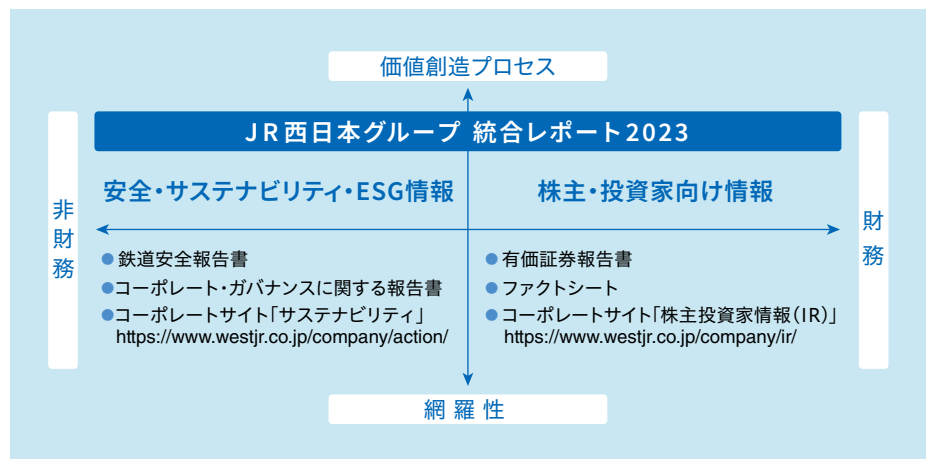 価値創造プロセス
JR西日本グループ 統合レポート2023
非財務
安全・サステナビリティ・ESG情報
株主・投資家向け情報
財務
● 鉄道安全報告書
● コーポレート・ガバナンスに関する報告書
● コーポレートサイト「サステナビリティ」
https://www.westjr.co.jp/company/action/
● 有価証券報告書
● ファクトシート
● コーポレートサイト「株主投資家情報(IR)」
https://www.westjr.co.jp/company/ir/
網羅性